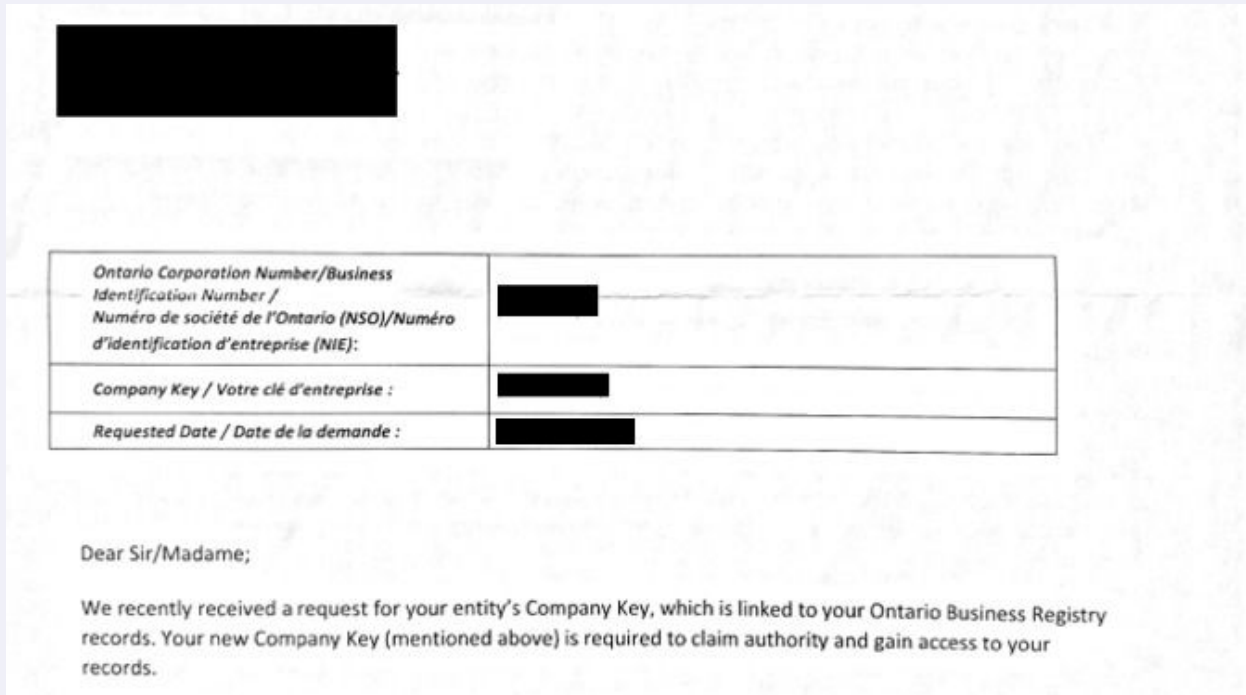 Ontario Corporation Number/Business
Identification Number /
Numéro de société de l'Ontario (NSO)/Numéro
d'identification d'entreprise (NIE):
Company Key / Votre clé d'entreprise :
Requested Date / Date de la demande :
Dear Sir/Madame;
We recently received a request for your entity's Company Key, which is linked to your Ontario Business Registry
records. Your new Company Key (mentioned above) is required to claim authority and gain access to your
records.